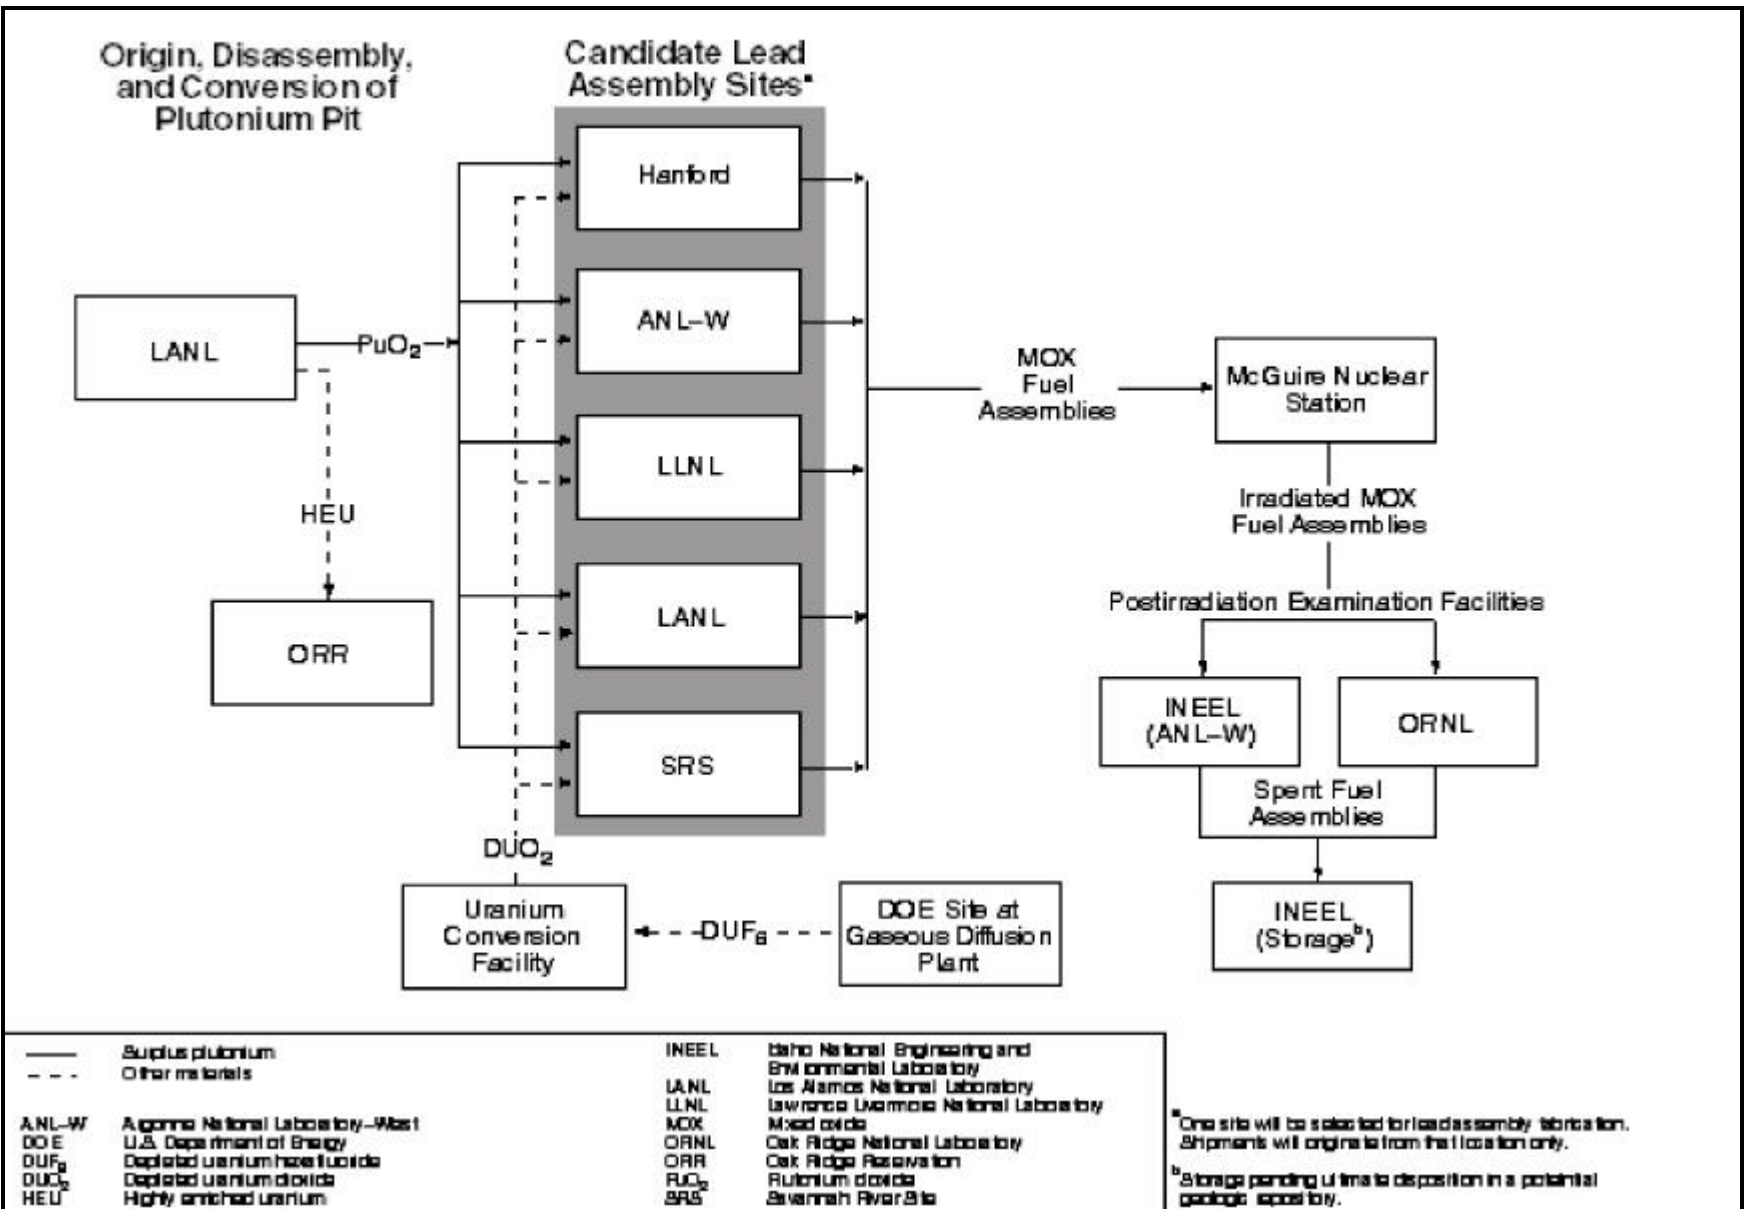 Origin, Disassembly,
and Conversion of
Plutonium Pit
Candidate Lead
Assembly Sitesᵃ
Hanford
ANL–W
LLNL
LANL
SRS
LANL
PuO₂
HEU
ORR
MOX
Fuel
Assemblies
McGuire Nuclear
Station
Irradiated MOX
Fuel Assemblies
Postirradiation Examination Facilities
INEEL
(ANL–W)
ORNL
Spent Fuel
Assemblies
INEEL
(Storageᵇ)
DUO₂
Uranium
Conversion
Facility
DUF₆
DOE Site at
Gaseous Diffusion
Plant
Surplus plutonium
Other materials
ANL–W Argonne National Laboratory–West
DOE U.S. Department of Energy
DUF₆ Depleted uranium hexafluoride
DUO₂ Depleted uranium dioxide
HEU Highly enriched uranium
INEEL Idaho National Engineering and
Environmental Laboratory
LANL Los Alamos National Laboratory
LLNL Lawrence Livermore National Laboratory
MOX Mixed oxide
ORNL Oak Ridge National Laboratory
ORR Oak Ridge Reservation
PuO₂ Plutonium dioxide
SRS Savannah River Site
ᵃOne site will be selected for lead assembly fabrication.
Shipments will originate from that location only.
ᵇStorage pending ultimate disposition in a potential
geologic repository.